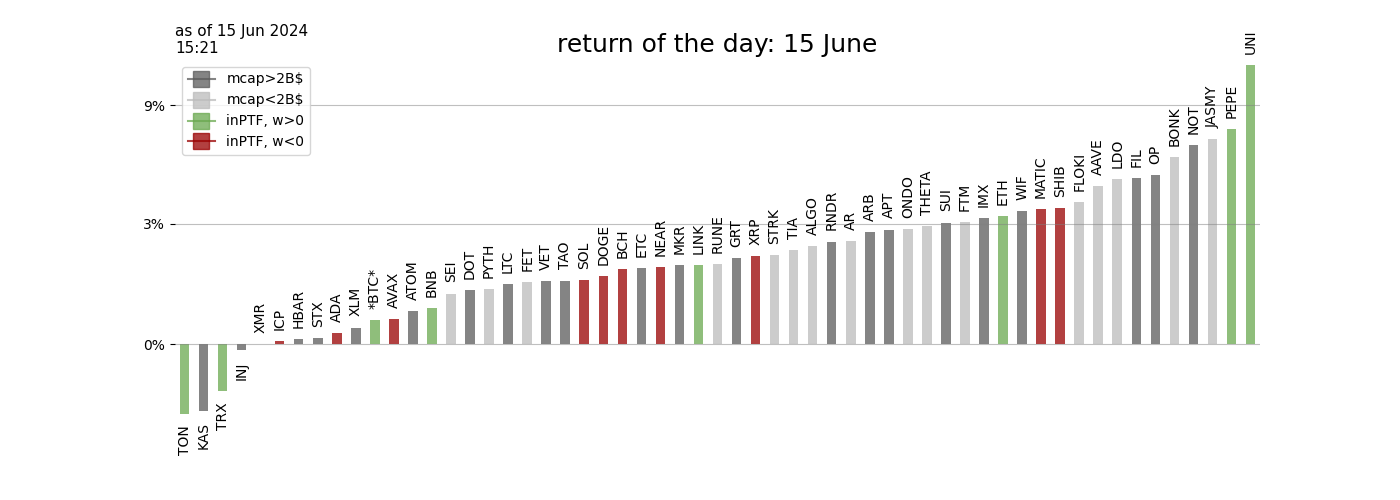 as of 15 Jun 2024
15:21
return of the day: 15 June
mcap>2B$
mcap<2B$
inPTF, w>0
inPTF, w<0
9%
3%
0%
TON
KAS
TRX
INJ
XMR
ICP
HBAR
STX
ADA
XLM
*BTC*
AVAX
ATOM
BNB
SEI
DOT
PYTH
LTC
FET
VET
TAO
SOL
DOGE
BCH
ETC
NEAR
MKR
LINK
RUNE
GRT
XRP
STRK
TIA
ALGO
RNDR
AR
ARB
APT
ONDO
THETA
SUI
FTM
IMX
ETH
WIF
MATIC
SHIB
FLOKI
AAVE
LDO
FIL
OP
BONK
NOT
JASMY
PEPE
UNI